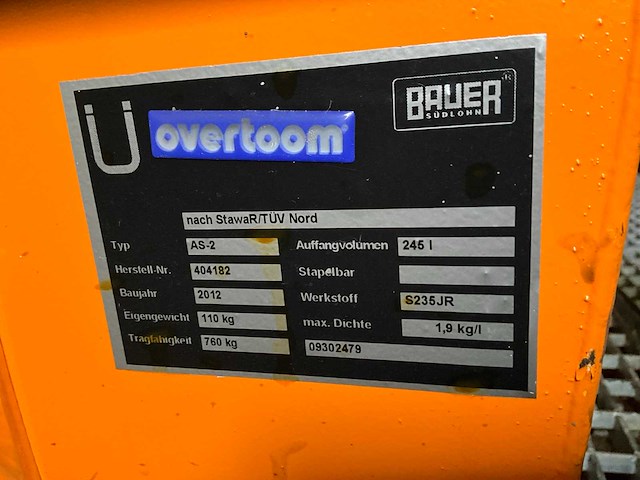 Ü overtoom®
BAUER®
SÜDLOHN
nach StawaR/TÜV Nord
Typ AS-2 Auffangvolumen 245 l
Herstell-Nr. 404182 Stapelbar
Baujahr 2012 Werkstoff S235JR
Eigengewicht 110 kg max. Dichte 1,9 kg/l
Tragfähigkeit 760 kg 09302479